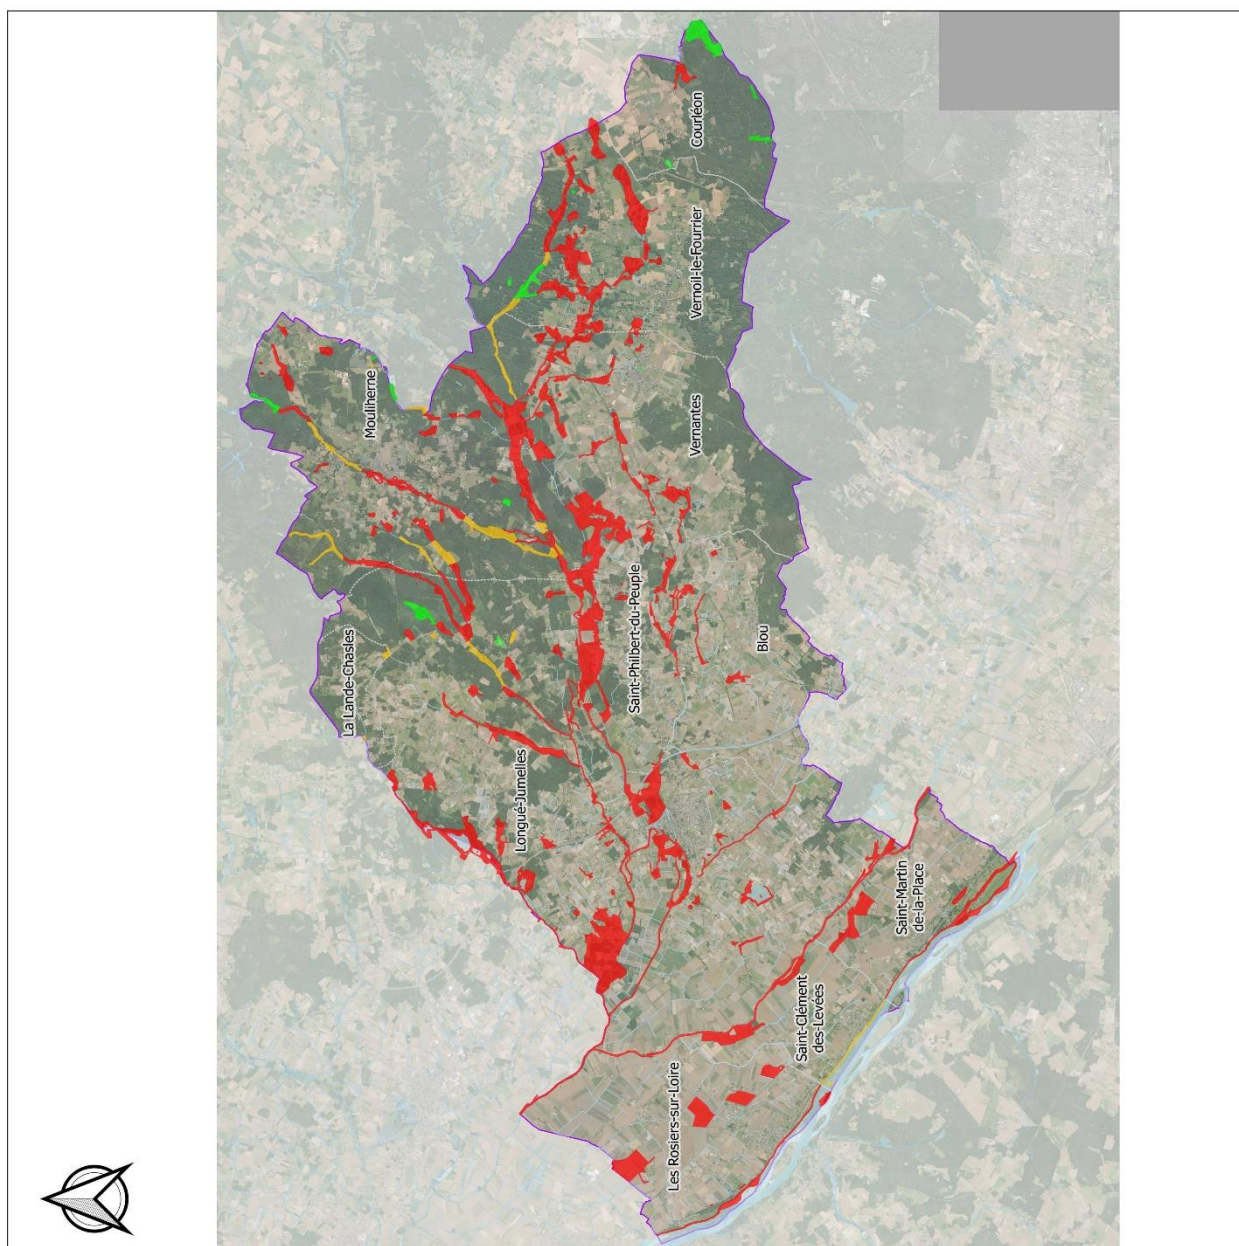 Courléon
Vernoil-le-Fourrier
Mouliherne
Vernantes
La Lande-Chasles
Saint-Philbert-du-Peuple
Blou
Longué-Jumelles
Saint-Martin
de-la-Place
Saint-Clément
des-Levées
Les Rosiers-sur-Loire